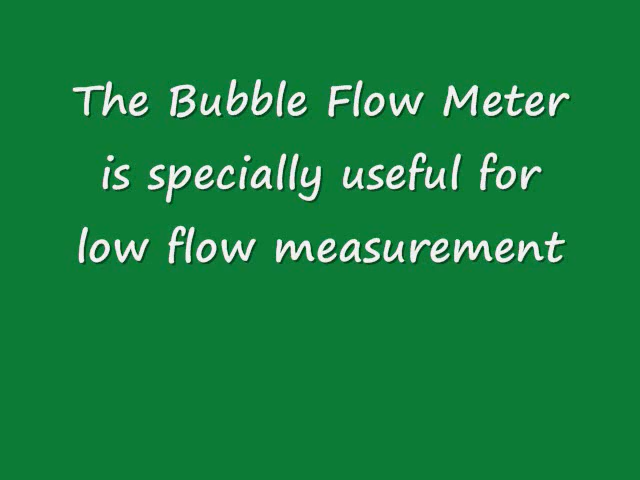 The Bubble Flow Meter
is specially useful for
low flow measurement